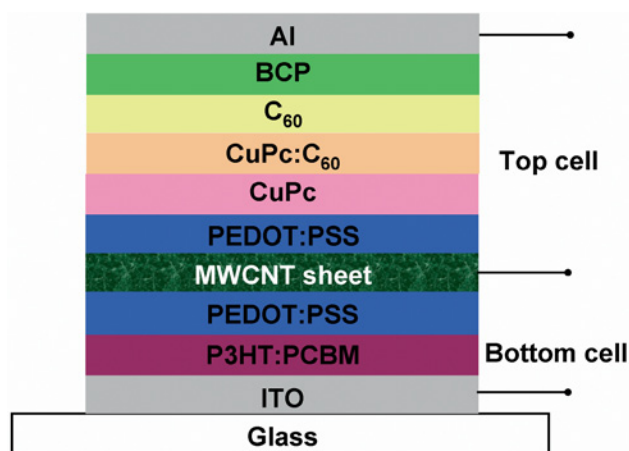 Al
BCP
C₆₀
CuPc:C₆₀
Top cell
CuPc
PEDOT:PSS
MWCNT sheet
PEDOT:PSS
P3HT:PCBM
Bottom cell
ITO
Glass